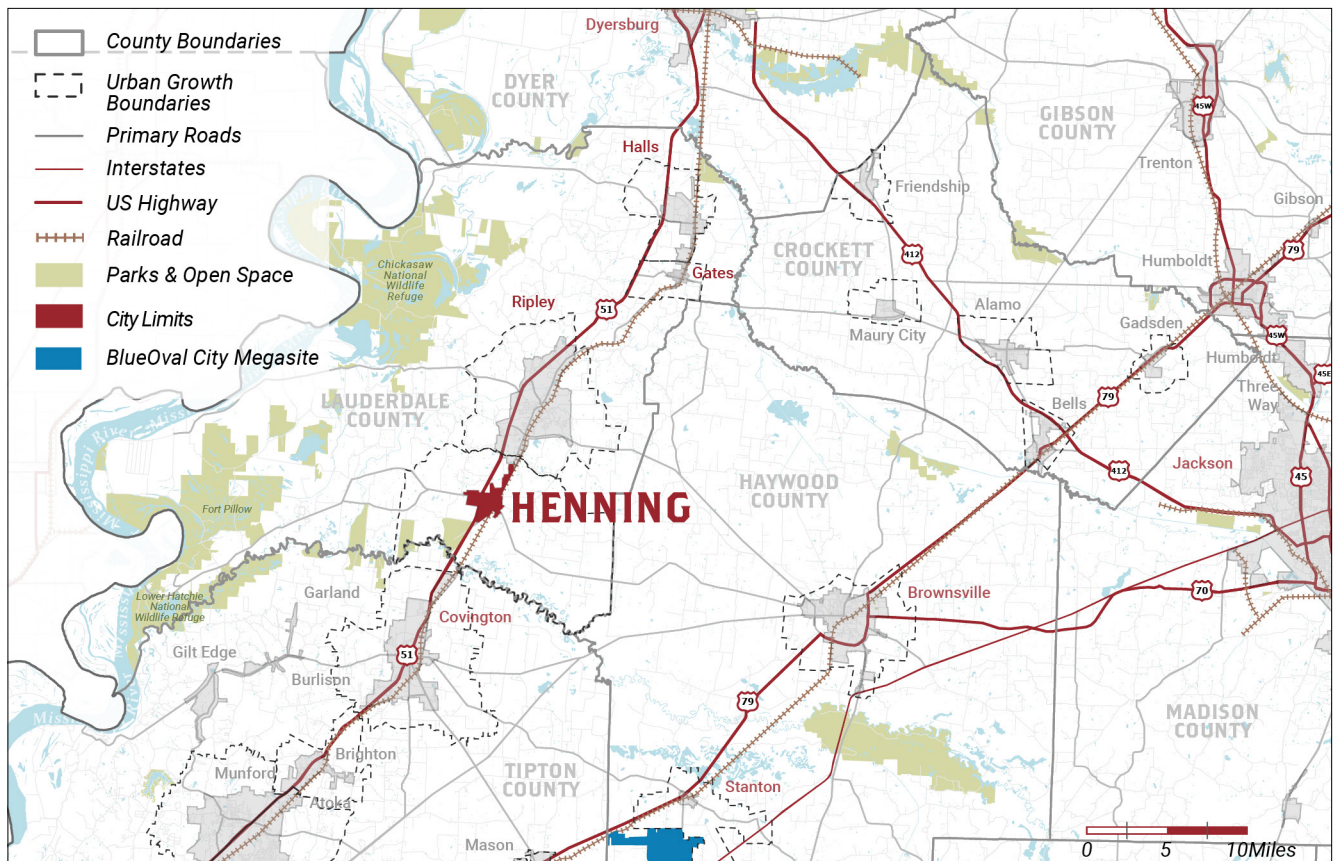 County Boundaries
Urban Growth
Boundaries
Primary Roads
Interstates
US Highway
Railroad
Parks & Open Space
City Limits
BlueOval City Megasite
Dyersburg
DYER
COUNTY
GIBSON
COUNTY
45W
Trenton
Halls
Friendship
Gibson
Mississippi
Chickasaw
National
Wildlife
Refuge
CROCKETT
COUNTY
412
79
Humboldt
Gates
Ripley
51
Alamo
Maury City
Gadsden
45W
Humboldt
45E
Three
Way
LAUDERDALE
COUNTY
79
Bells
Mississippi River
Fort Pillow
HENNING
HAYWOOD
COUNTY
412
Jackson
45
Lower Hatchie
National
Wildlife Refuge
Garland
Covington
Brownsville
70
Gilt Edge
51
Burlison
79
MADISON
COUNTY
Brighton
Munford
Atoka
TIPTON
COUNTY
Stanton
Mason
0 5 10Miles